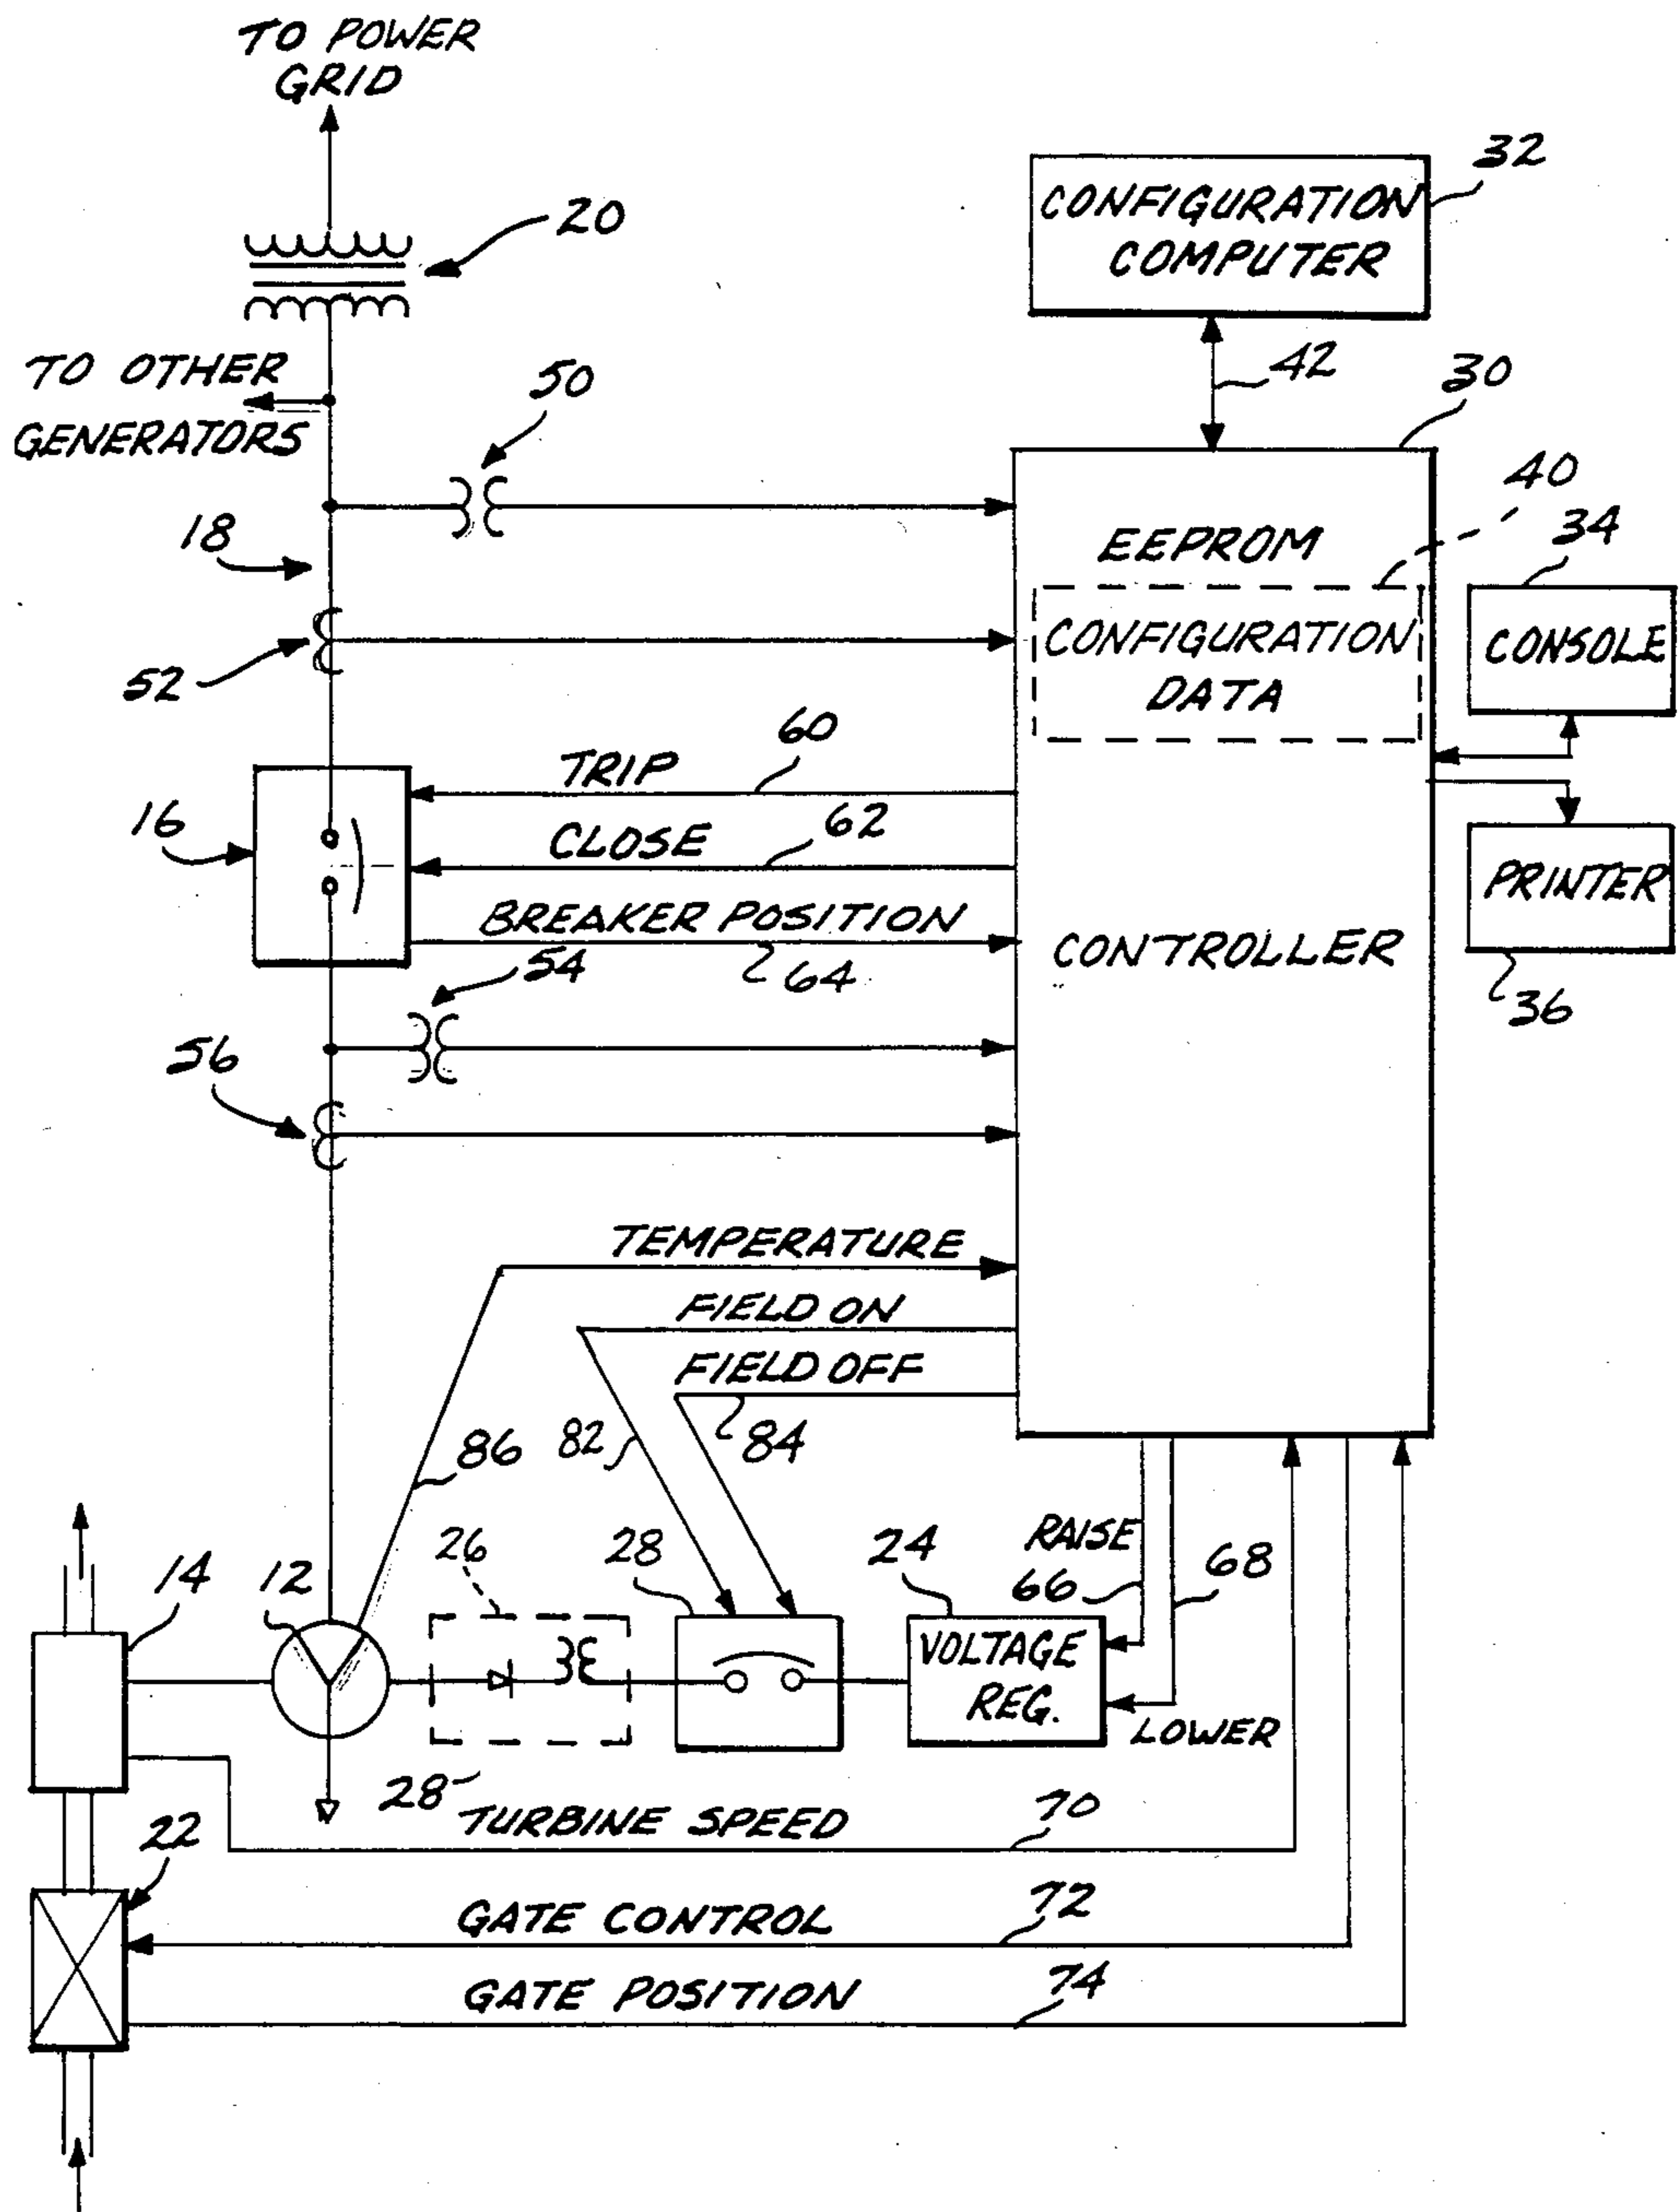 TO POWER
GRID
20
32
CONFIGURATION
COMPUTER
42
TO OTHER
GENERATORS
50
30
40
18
EEPROM
34
CONFIGURATION
DATA
CONSOLE
52
TRIP
60
16
CLOSE
62
PRINTER
BREAKER POSITION
64
CONTROLLER
54
36
56
TEMPERATURE
FIELD ON
FIELD OFF
86
82
84
RAISE
66
68
14
12
26
28
24
VOLTAGE
REG.
LOWER
28
TURBINE SPEED
70
22
GATE CONTROL
72
GATE POSITION
74